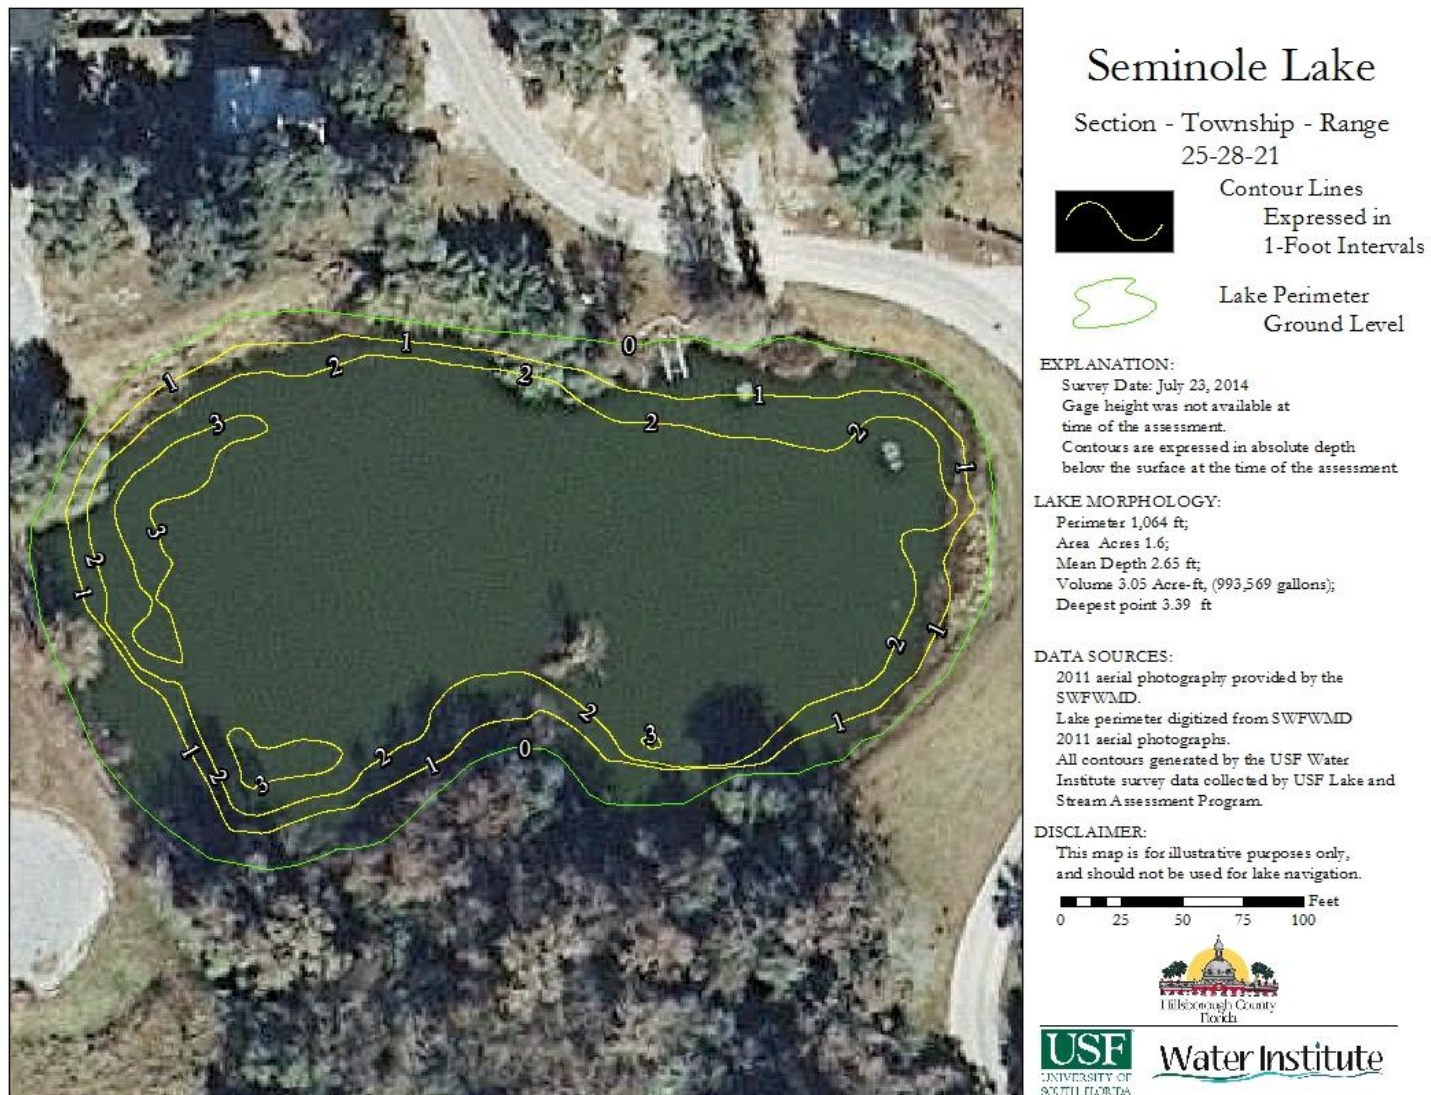 Seminole Lake
Section - Township - Range
25-28-21
Contour Lines
Expressed in
1-Foot Intervals
Lake Perimeter
Ground Level
EXPLANATION:
Survey Date: July 23, 2014
Gage height was not available at
time of the assessment.
Contours are expressed in absolute depth
below the surface at the time of the assessment
LAKE MORPHOLOGY:
Perimeter 1,064 ft;
Area Acres 1.6;
Mean Depth 2.65 ft;
Volume 3.05 Acre-ft, (993,569 gallons);
Deepest point 3.39 ft
DATA SOURCES:
2011 aerial photography provided by the
SWFWMD.
Lake perimeter digitized from SWFWMD
2011 aerial photographs.
All contours generated by the USF Water
Institute survey data collected by USF Lake and
Stream Assessment Program.
DISCLAIMER:
This map is for illustrative purposes only,
and should not be used for lake navigation.
Feet
0 25 50 75 100
Hillsborough County
Florida
USF
UNIVERSITY OF
SOUTH FLORIDA
Water Institute
1
0
1
2
2
1
3
2
2
1
3
2
1
1
2
2
3
1
1
2
0
1
2
3